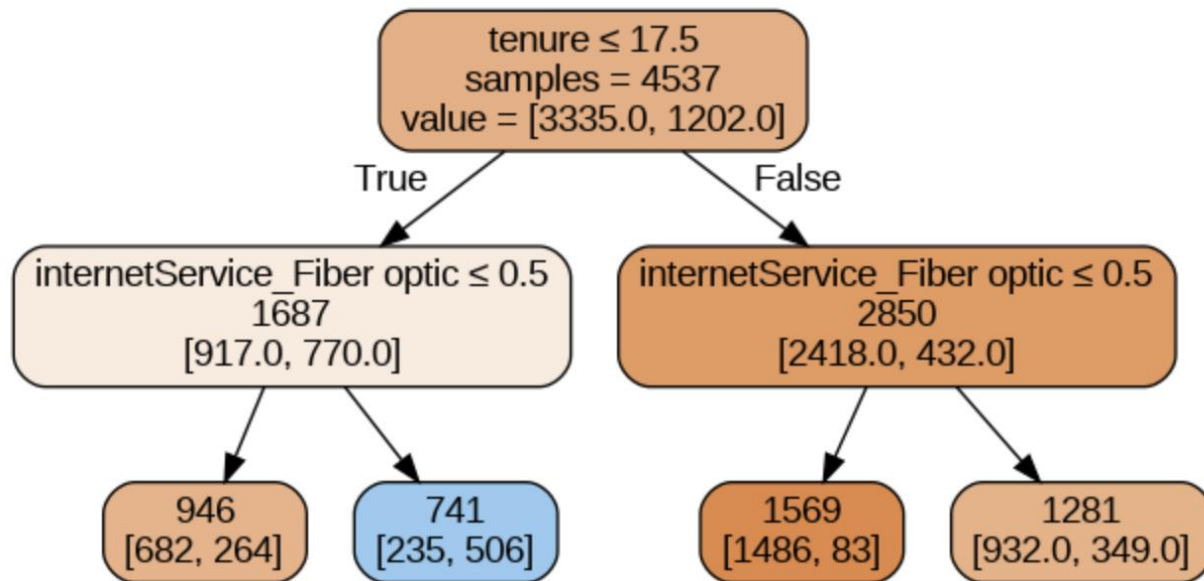 tenure ≤ 17.5
samples = 4537
value = [3335.0, 1202.0]
True
False
internetService_Fiber optic ≤ 0.5
1687
[917.0, 770.0]
internetService_Fiber optic ≤ 0.5
2850
[2418.0, 432.0]
946
[682, 264]
741
[235, 506]
1569
[1486, 83]
1281
[932.0, 349.0]